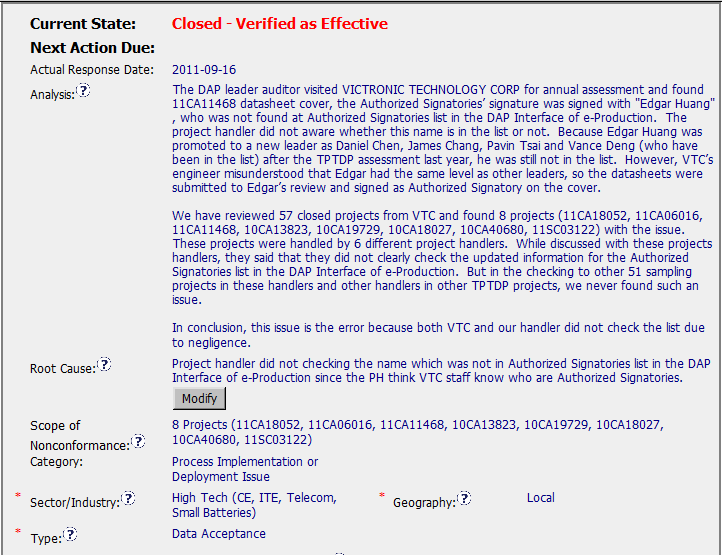 Current State: Closed - Verified as Effective
Next Action Due:
Actual Response Date: 2011-09-16
Analysis: ? The DAP leader auditor visited VICTRONIC TECHNOLOGY CORP for annual assessment and found
11CA11468 datasheet cover, the Authorized Signatories' signature was signed with "Edgar Huang"
, who was not found at Authorized Signatories list in the DAP Interface of e-Production. The
project handler did not aware whether this name is in the list or not. Because Edgar Huang was
promoted to a new leader as Daniel Chen, James Chang, Pavin Tsai and Vance Deng (who have
been in the list) after the TPTDP assessment last year, he was still not in the list. However, VTC's
engineer misunderstood that Edgar had the same level as other leaders, so the datasheets were
submitted to Edgar's review and signed as Authorized Signatory on the cover.
We have reviewed 57 closed projects from VTC and found 8 projects (11CA18052, 11CA06016,
11CA11468, 10CA13823, 10CA19729, 10CA18027, 10CA40680, 11SC03122) with the issue.
These projects were handled by 6 different project handlers. While discussed with these projects
handlers, they said that they did not clearly check the updated information for the Authorized
Signatories list in the DAP Interface of e-Production. But in the checking to other 51 sampling
projects in these handlers and other handlers in other TPTDP projects, we never found such an
issue.
In conclusion, this issue is the error because both VTC and our handler did not check the list due
to negligence.
Root Cause: ? Project handler did not checking the name which was not in Authorized Signatories list in the DAP
Interface of e-Production since the PH think VTC staff know who are Authorized Signatories.
Modify
Scope of
Nonconformance: ? 8 Projects (11CA18052, 11CA06016, 11CA11468, 10CA13823, 10CA19729, 10CA18027,
10CA40680, 11SC03122)
Category: Process Implementation or
Deployment Issue
* Sector/Industry: ? High Tech (CE, ITE, Telecom,
Small Batteries)
* Geography: ? Local
* Type: ? Data Acceptance